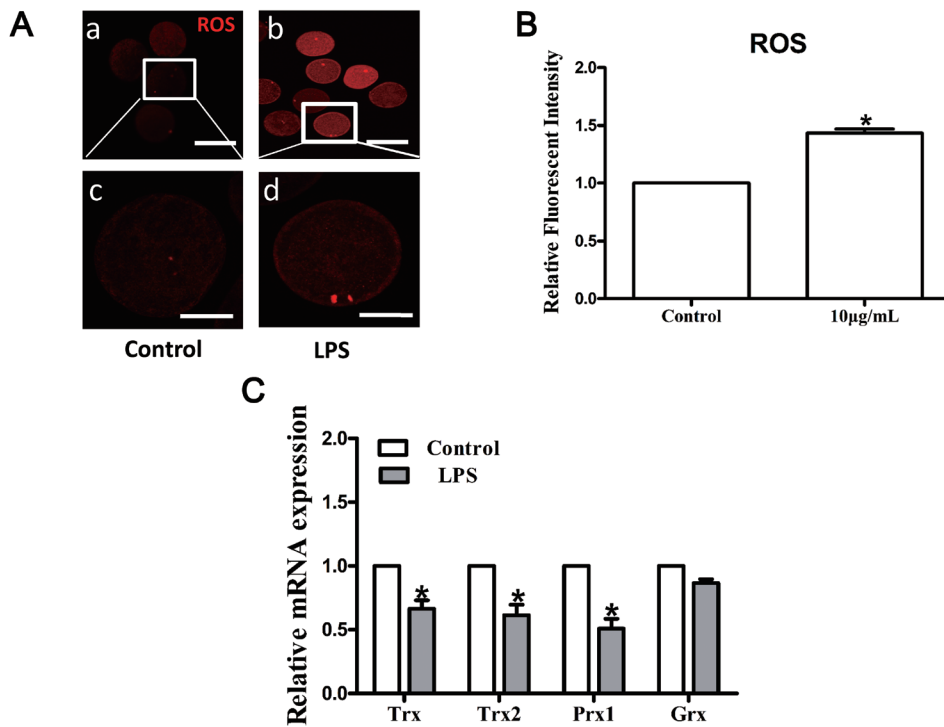 A
a
ROS
b
c
d
Control
LPS
B
ROS
Relative Fluorescent Intensity
2.0
1.5
1.0
0.5
0.0
*
Control
10μg/mL
C
Relative mRNA expression
2.0
1.5
1.0
0.5
0.0
Control
LPS
*
*
*
Trx
Trx2
Prx1
Grx